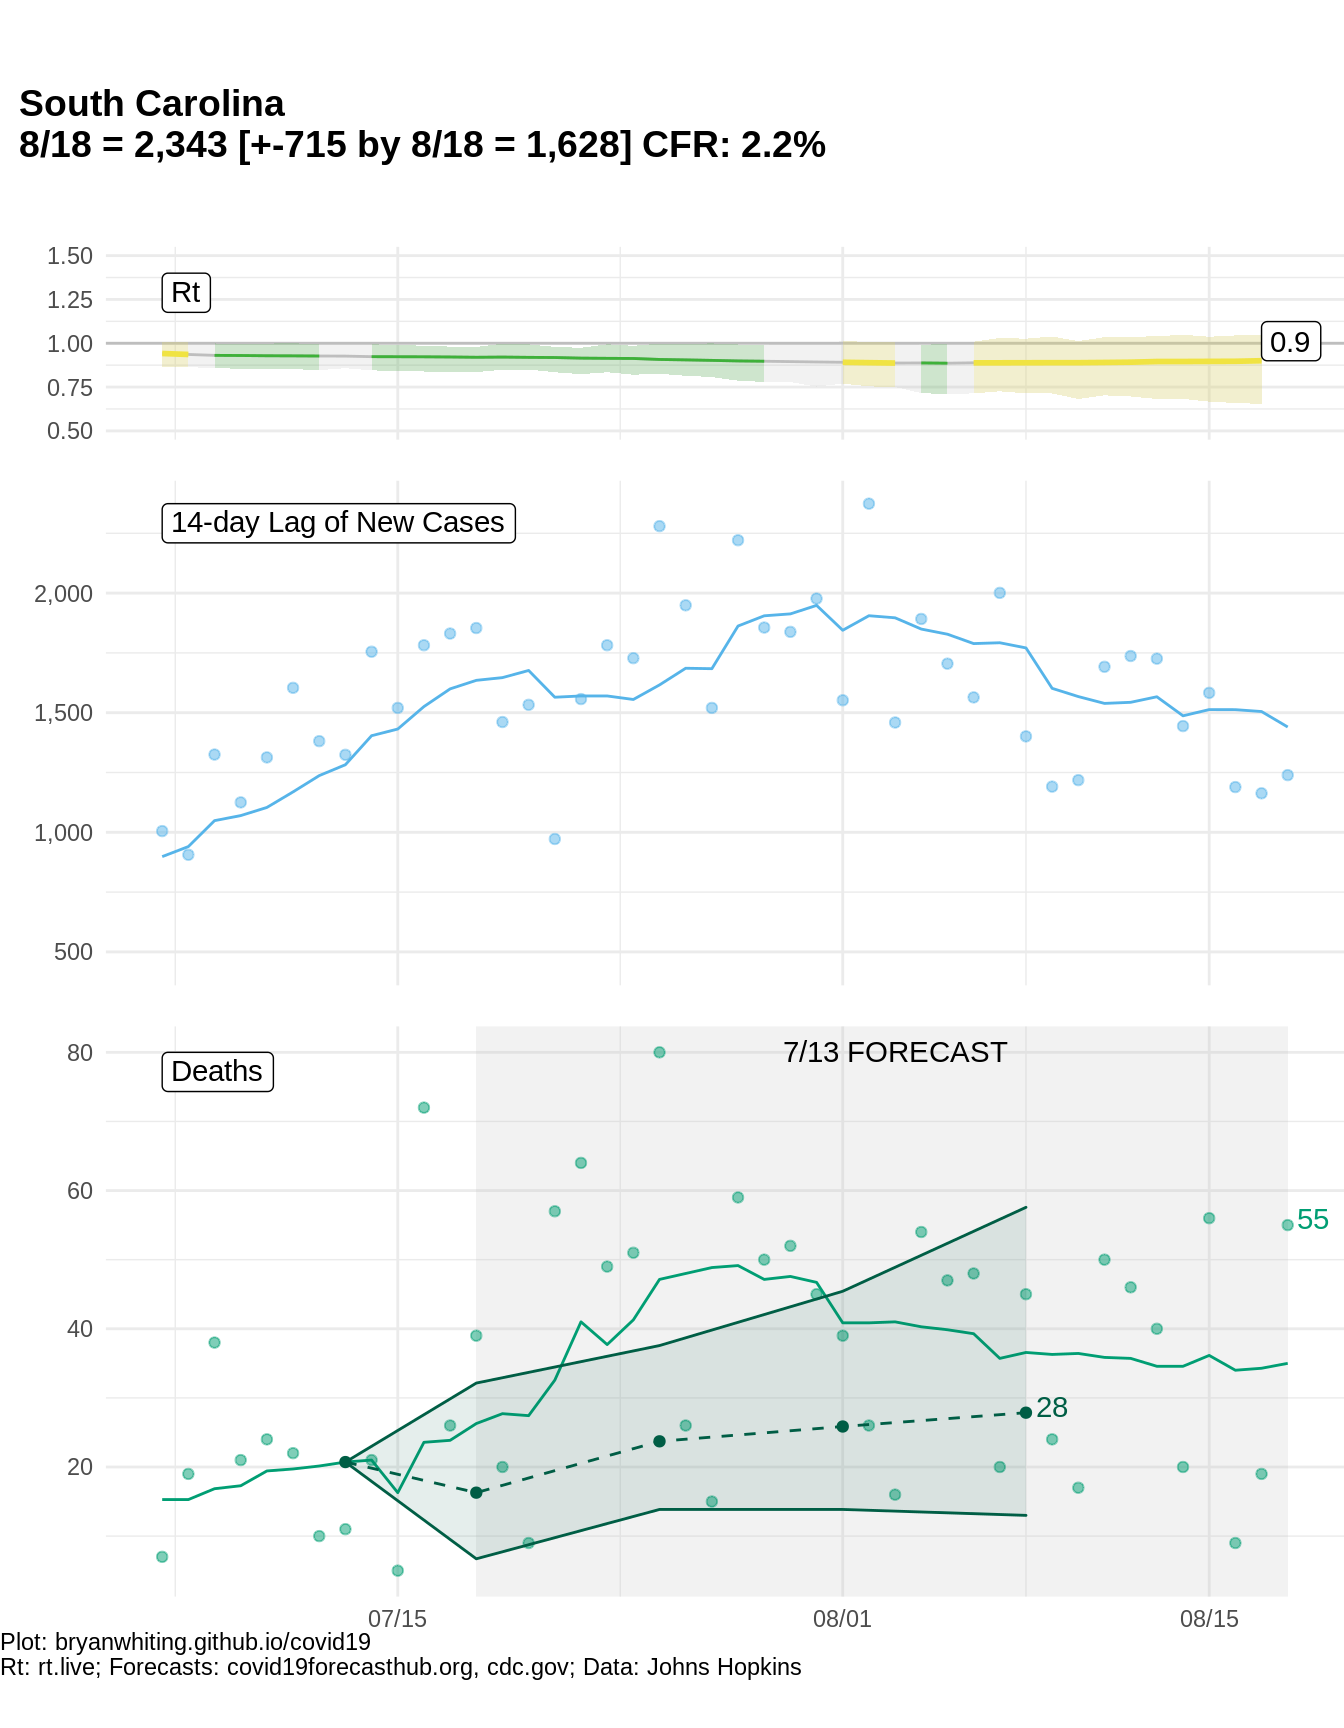 South Carolina
8/18 = 2,343 [+-715 by 8/18 = 1,628] CFR: 2.2%
1.50
Rt
1.25
1.00
0.9
0.75
0.50
14-day Lag of New Cases
2,000
1,500
1,000
500
80
7/13 FORECAST
Deaths
60
55
40
28
20
07/15
08/01
08/15
Plot: bryanwhiting.github.io/covid19
Rt: rt.live; Forecasts: covid19forecasthub.org, cdc.gov; Data: Johns Hopkins